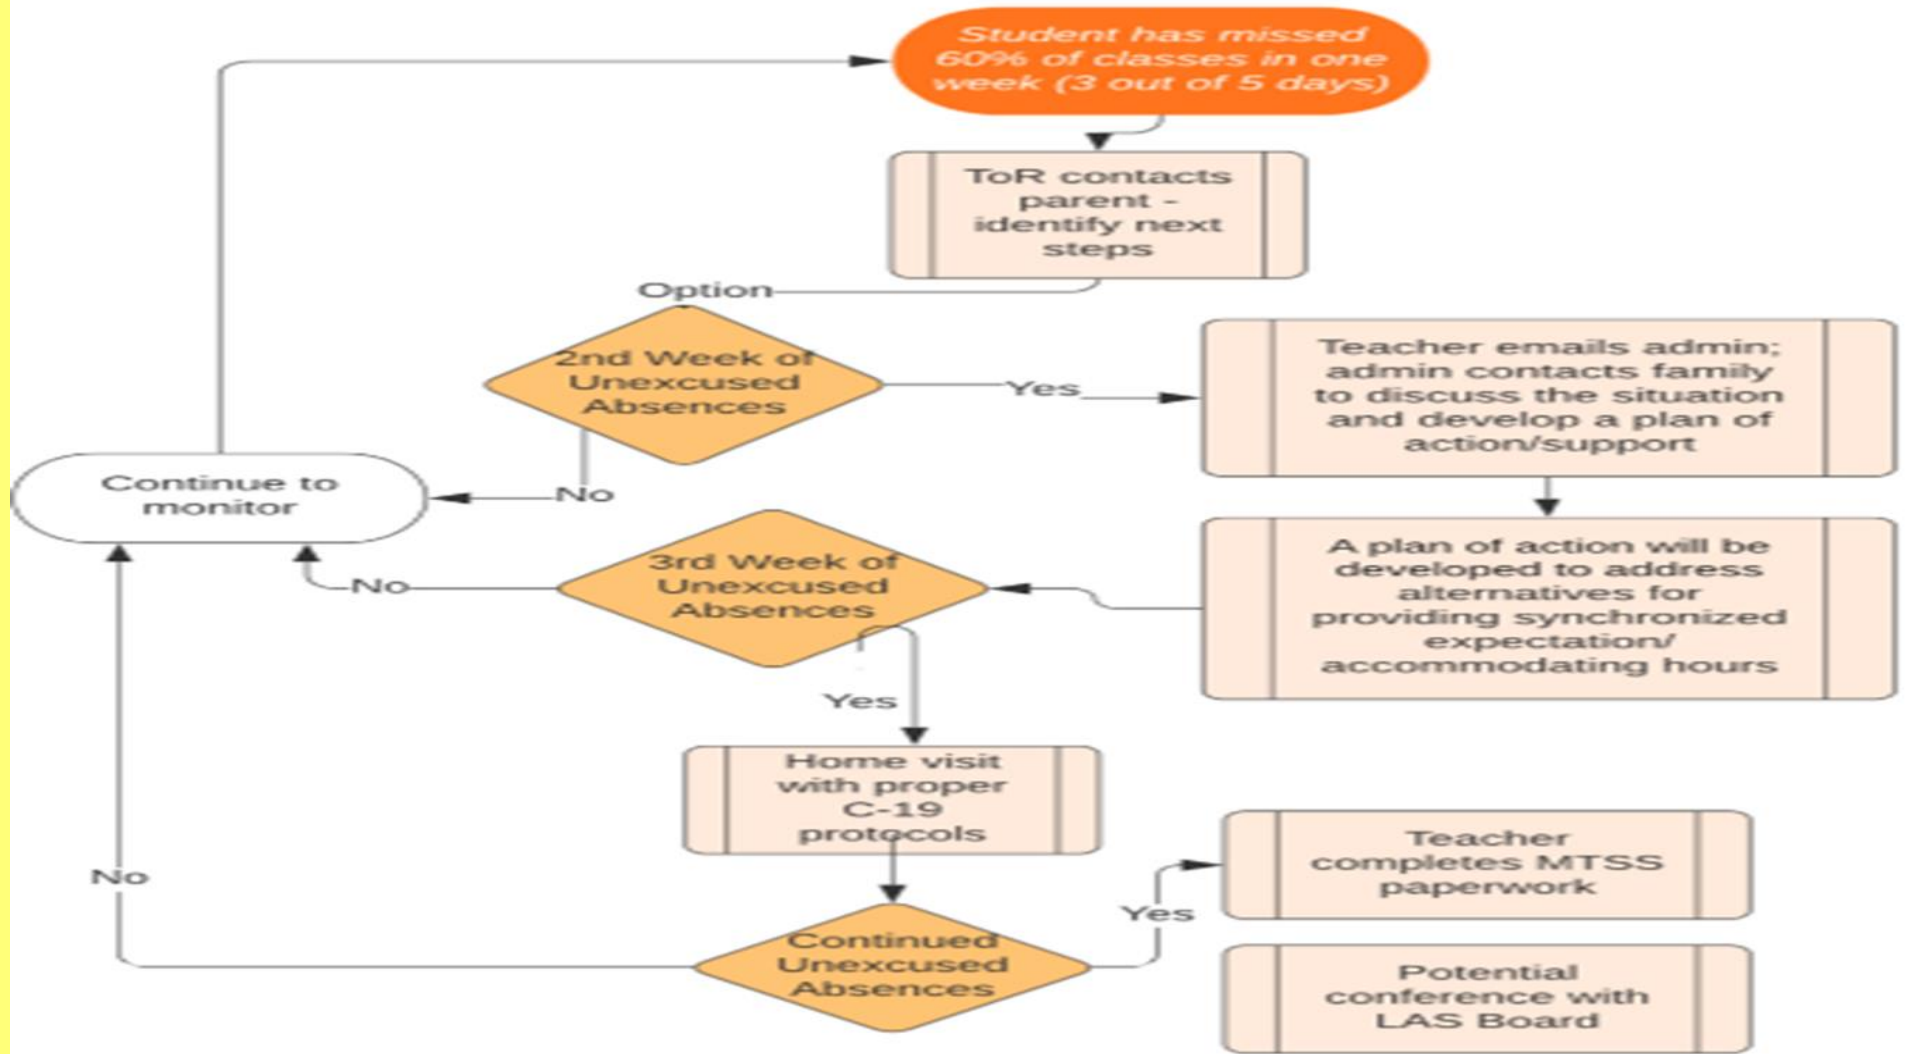 Student has missed
60% of classes in one
week (3 out of 5 days)
ToR contacts
parent -
identify next
steps
Option
2nd Week of
Unexcused
Absences
Yes
Teacher emails admin;
admin contacts family
to discuss the situation
and develop a plan of
action/support
No
Continue to
monitor
A plan of action will be
developed to address
alternatives for
providing synchronized
expectation/
accommodating hours
3rd Week of
Unexcused
Absences
No
Yes
Home visit
with proper
C-19
protocols
No
Continued
Unexcused
Absences
Yes
Teacher
completes MTSS
paperwork
Potential
conference with
LAS Board